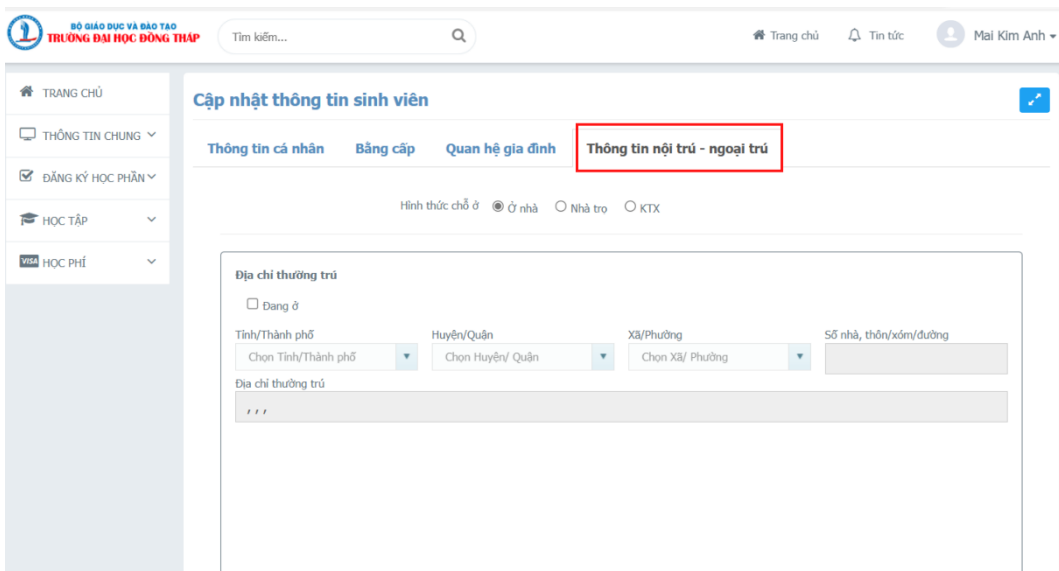 BỘ GIÁO DỤC VÀ ĐÀO TẠO
TRƯỜNG ĐẠI HỌC ĐỒNG THÁP
Tìm kiếm...
Trang chủ
Tin tức
Mai Kim Anh
TRANG CHỦ
THÔNG TIN CHUNG
ĐĂNG KÝ HỌC PHẦN
HỌC TẬP
VISA HỌC PHÍ
Cập nhật thông tin sinh viên
Thông tin cá nhân Bằng cấp Quan hệ gia đình Thông tin nội trú - ngoại trú
Hình thức chỗ ở Ở nhà Nhà trọ KTX
Địa chỉ thường trú
Đang ở
Tỉnh/Thành phố Huyện/Quận Xã/Phường Số nhà, thôn/xóm/đường
Chọn Tỉnh/Thành phố Chọn Huyện/ Quận Chọn Xã/ Phường
Địa chỉ thường trú
, , ,